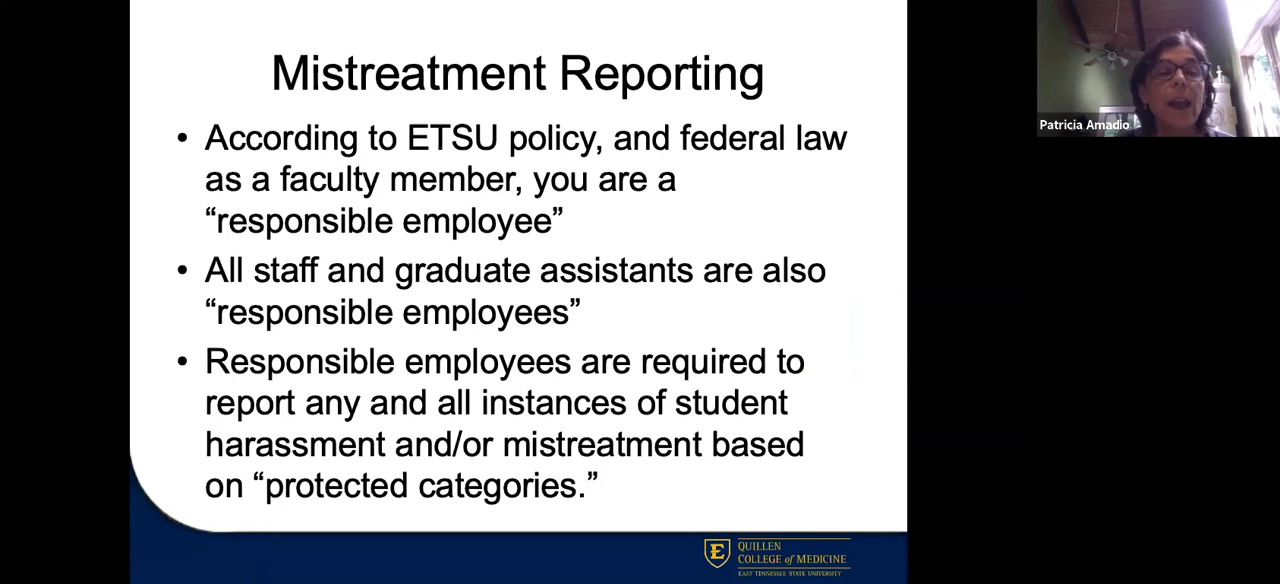 Mistreatment Reporting
• According to ETSU policy, and federal law
as a faculty member, you are a
“responsible employee”
• All staff and graduate assistants are also
“responsible employees”
• Responsible employees are required to
report any and all instances of student
harassment and/or mistreatment based
on “protected categories.”
E
QUILLEN
COLLEGE of MEDICINE
EAST TENNESSEE STATE UNIVERSITY
Patricia Amadio